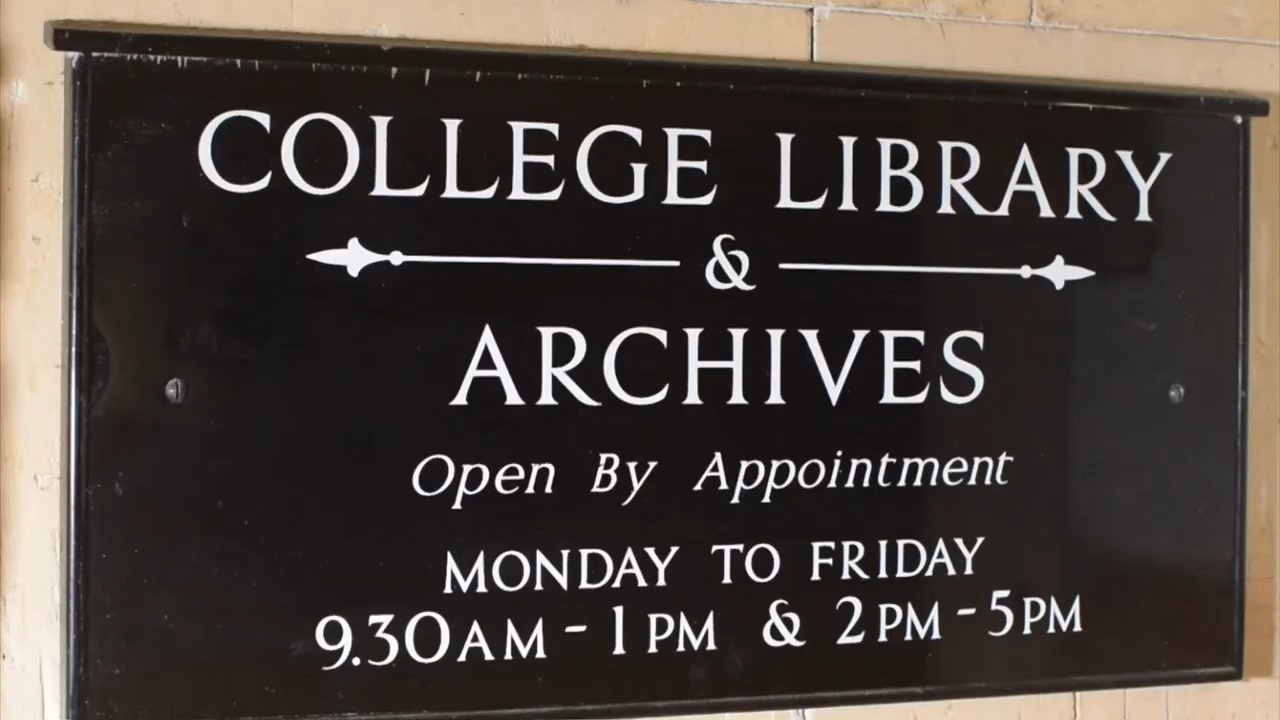 COLLEGE LIBRARY
&
ARCHIVES
Open By Appointment
MONDAY TO FRIDAY
9.30AM - 1PM & 2PM - 5PM